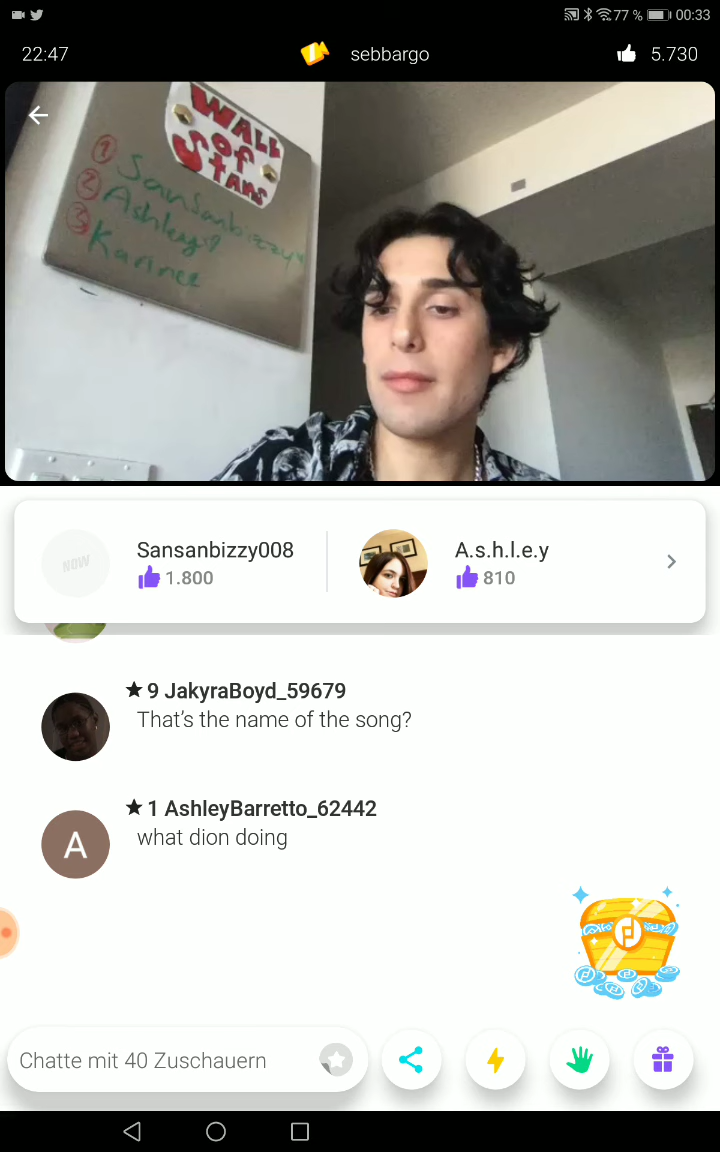 77 % 00:33
22:47 sebbargo 5.730
WALL
of
Stans
1 Sansanbizzy
2 Ashley
3 Karinee
Sansanbizzy008 A.s.h.l.e.y
1.800 810
NOW
★ 9 JakyraBoyd_59679
That's the name of the song?
★ 1 AshleyBarretto_62442
A
what dion doing
Chatte mit 40 Zuschauern